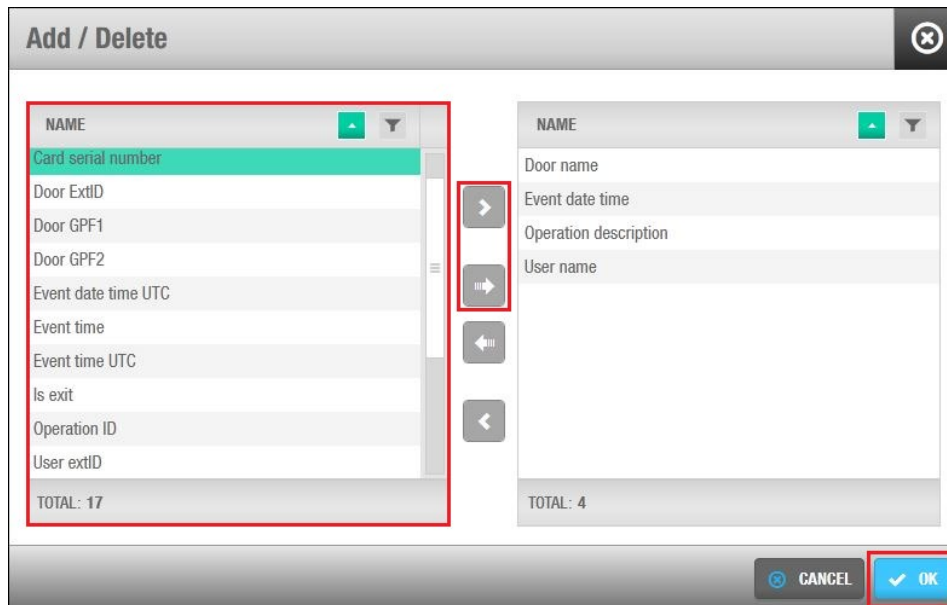 Add / Delete
NAME
Card serial number
Door ExtID
Door GPF1
Door GPF2
Event date time UTC
Event time
Event time UTC
Is exit
Operation ID
User extID
TOTAL: 17
NAME
Door name
Event date time
Operation description
User name
TOTAL: 4
CANCEL
OK